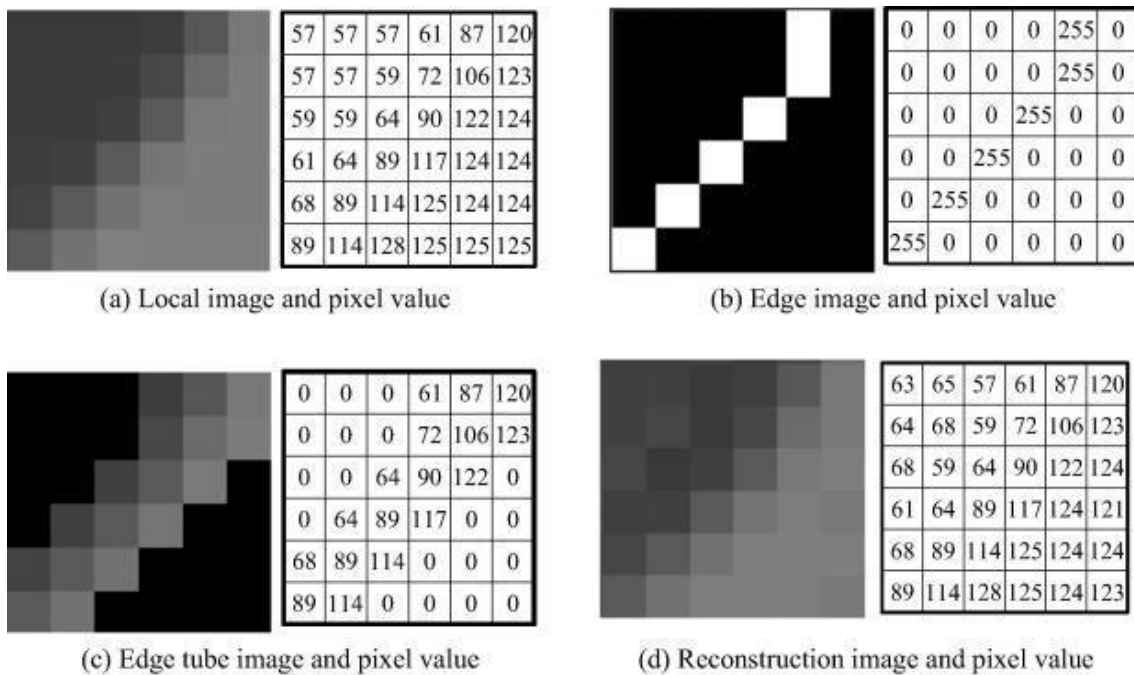 57 57 57 61 87 120
57 57 59 72 106 123
59 59 64 90 122 124
61 64 89 117 124 124
68 89 114 125 124 124
89 114 128 125 125 125
(a) Local image and pixel value
0 0 0 0 255 0
0 0 0 0 255 0
0 0 0 255 0 0
0 0 255 0 0 0
0 255 0 0 0 0
255 0 0 0 0 0
(b) Edge image and pixel value
0 0 0 61 87 120
0 0 0 72 106 123
0 0 64 90 122 0
0 64 89 117 0 0
68 89 114 0 0 0
89 114 0 0 0 0
(c) Edge tube image and pixel value
63 65 57 61 87 120
64 68 59 72 106 123
68 59 64 90 122 124
61 64 89 117 124 121
68 89 114 125 124 124
89 114 128 125 124 123
(d) Reconstruction image and pixel value